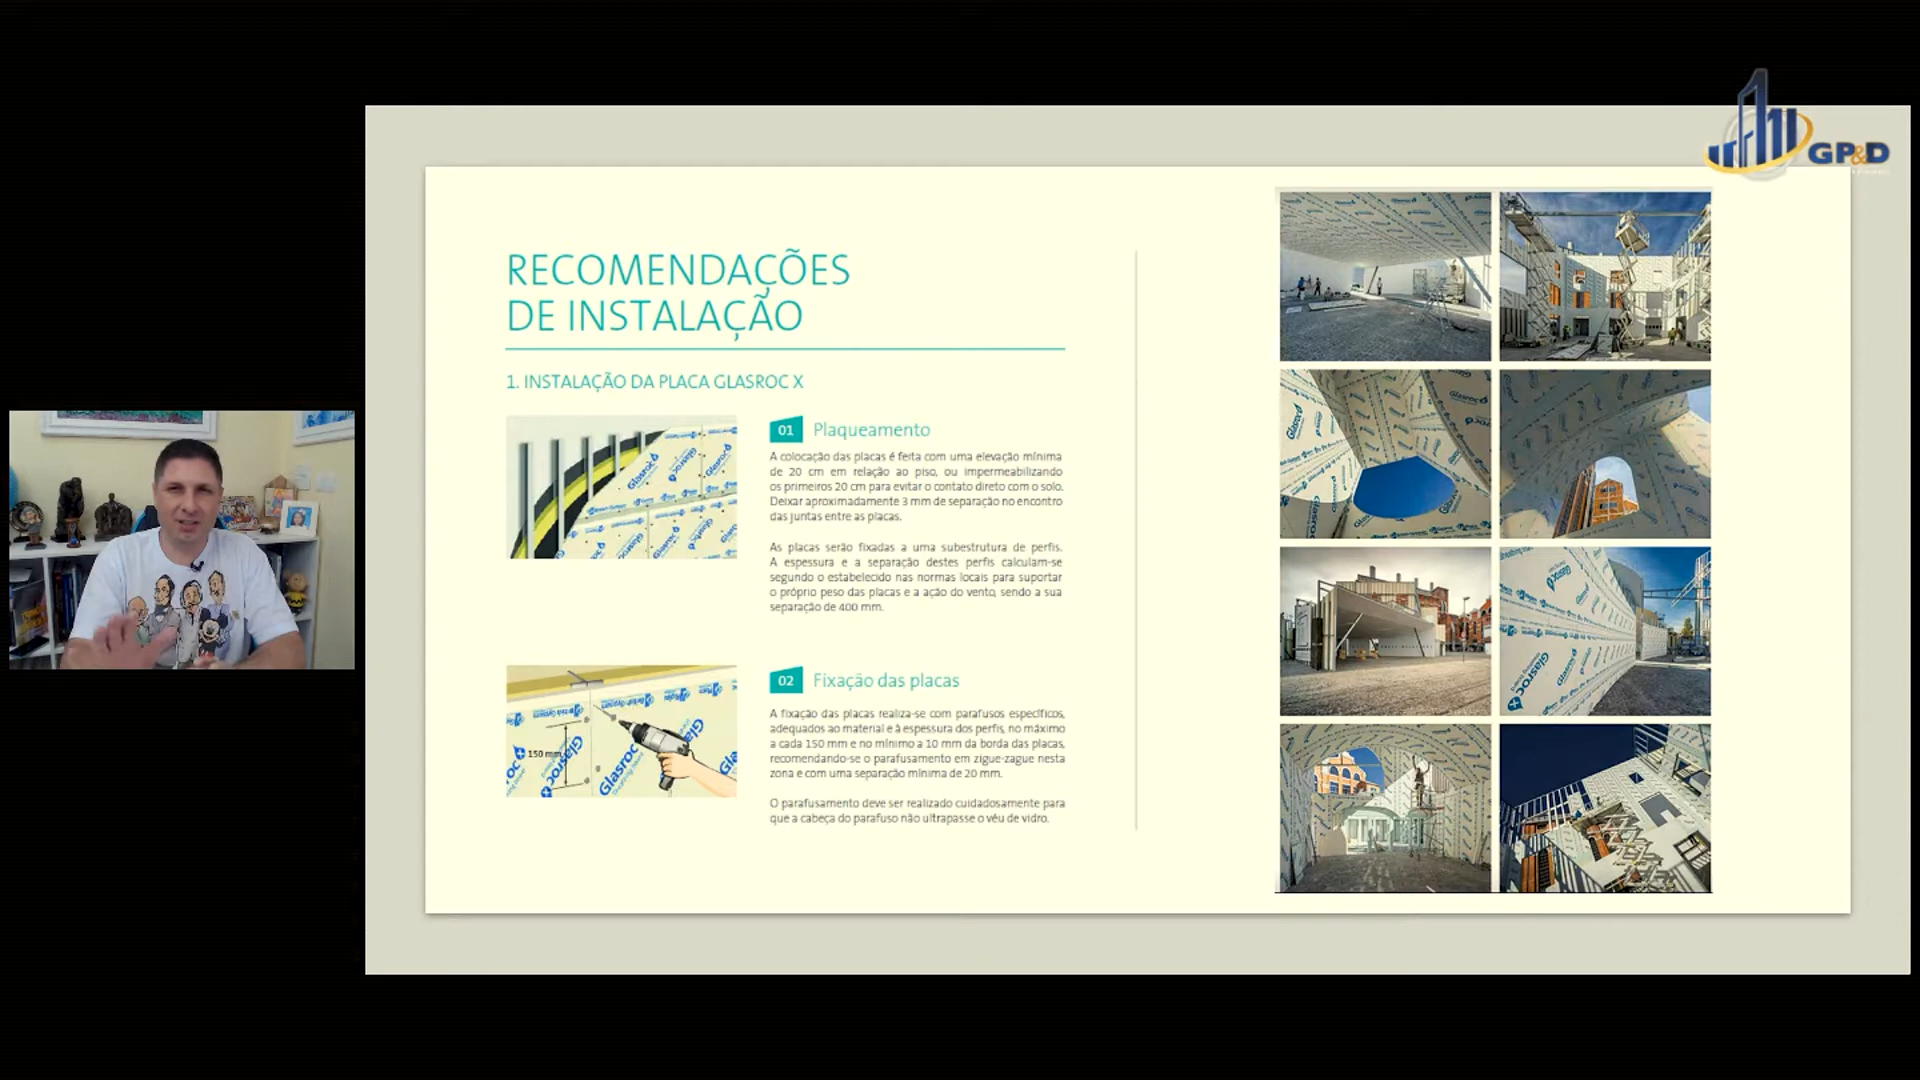 GP&D
RECOMENDAÇÕES
DE INSTALAÇÃO
1. INSTALAÇÃO DA PLACA GLASROC X
01 Plaqueamento
A colocação das placas é feita com uma elevação mínima
de 20 cm em relação ao piso, ou impermeabilizando
os primeiros 20 cm para evitar o contato direto com o solo.
Deixar aproximadamente 3 mm de separação no encontro
das juntas entre as placas.
As placas serão fixadas a uma subestrutura de perfis.
A espessura e a separação destes perfis calculam-se
segundo o estabelecido nas normas locais para suportar
o próprio peso das placas e a ação do vento, sendo a sua
separação de 400 mm.
02 Fixação das placas
A fixação das placas realiza-se com parafusos específicos,
adequados ao material e à espessura dos perfis, no máximo
a cada 150 mm e no mínimo a 10 mm da borda das placas,
recomendando-se o parafusamento em zigue-zague nesta
zona e com uma separação mínima de 20 mm.
O parafusamento deve ser realizado cuidadosamente para
que a cabeça do parafuso não ultrapasse o véu de vidro.
150 mm
Glasroc
Glasroc
Glasroc
Glasroc